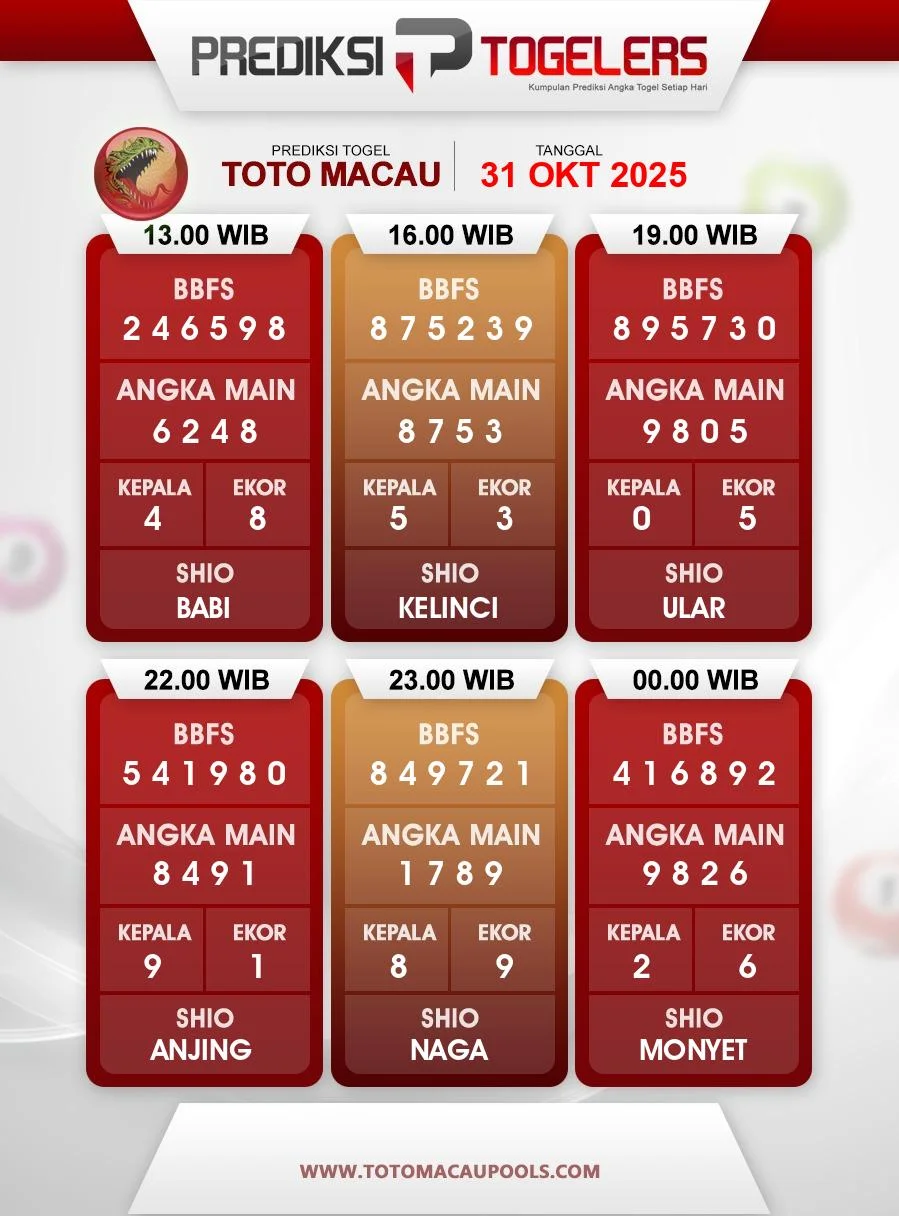 PREDIKSI TOGELERS
Kumpulan Prediksi Angka Togel Setiap Hari
PREDIKSI TOGEL
TOTO MACAU
TANGGAL
31 OKT 2025
13.00 WIB
BBFS
2 4 6 5 9 8
ANGKA MAIN
6 2 4 8
KEPALA
4
EKOR
8
SHIO
BABI
16.00 WIB
BBFS
8 7 5 2 3 9
ANGKA MAIN
8 7 5 3
KEPALA
5
EKOR
3
SHIO
KELINCI
19.00 WIB
BBFS
8 9 5 7 3 0
ANGKA MAIN
9 8 0 5
KEPALA
0
EKOR
5
SHIO
ULAR
22.00 WIB
BBFS
5 4 1 9 8 0
ANGKA MAIN
8 4 9 1
KEPALA
9
EKOR
1
SHIO
ANJING
23.00 WIB
BBFS
8 4 9 7 2 1
ANGKA MAIN
1 7 8 9
KEPALA
8
EKOR
9
SHIO
NAGA
00.00 WIB
BBFS
4 1 6 8 9 2
ANGKA MAIN
9 8 2 6
KEPALA
2
EKOR
6
SHIO
MONYET
WWW.TOTOMACAUPOOLS.COM